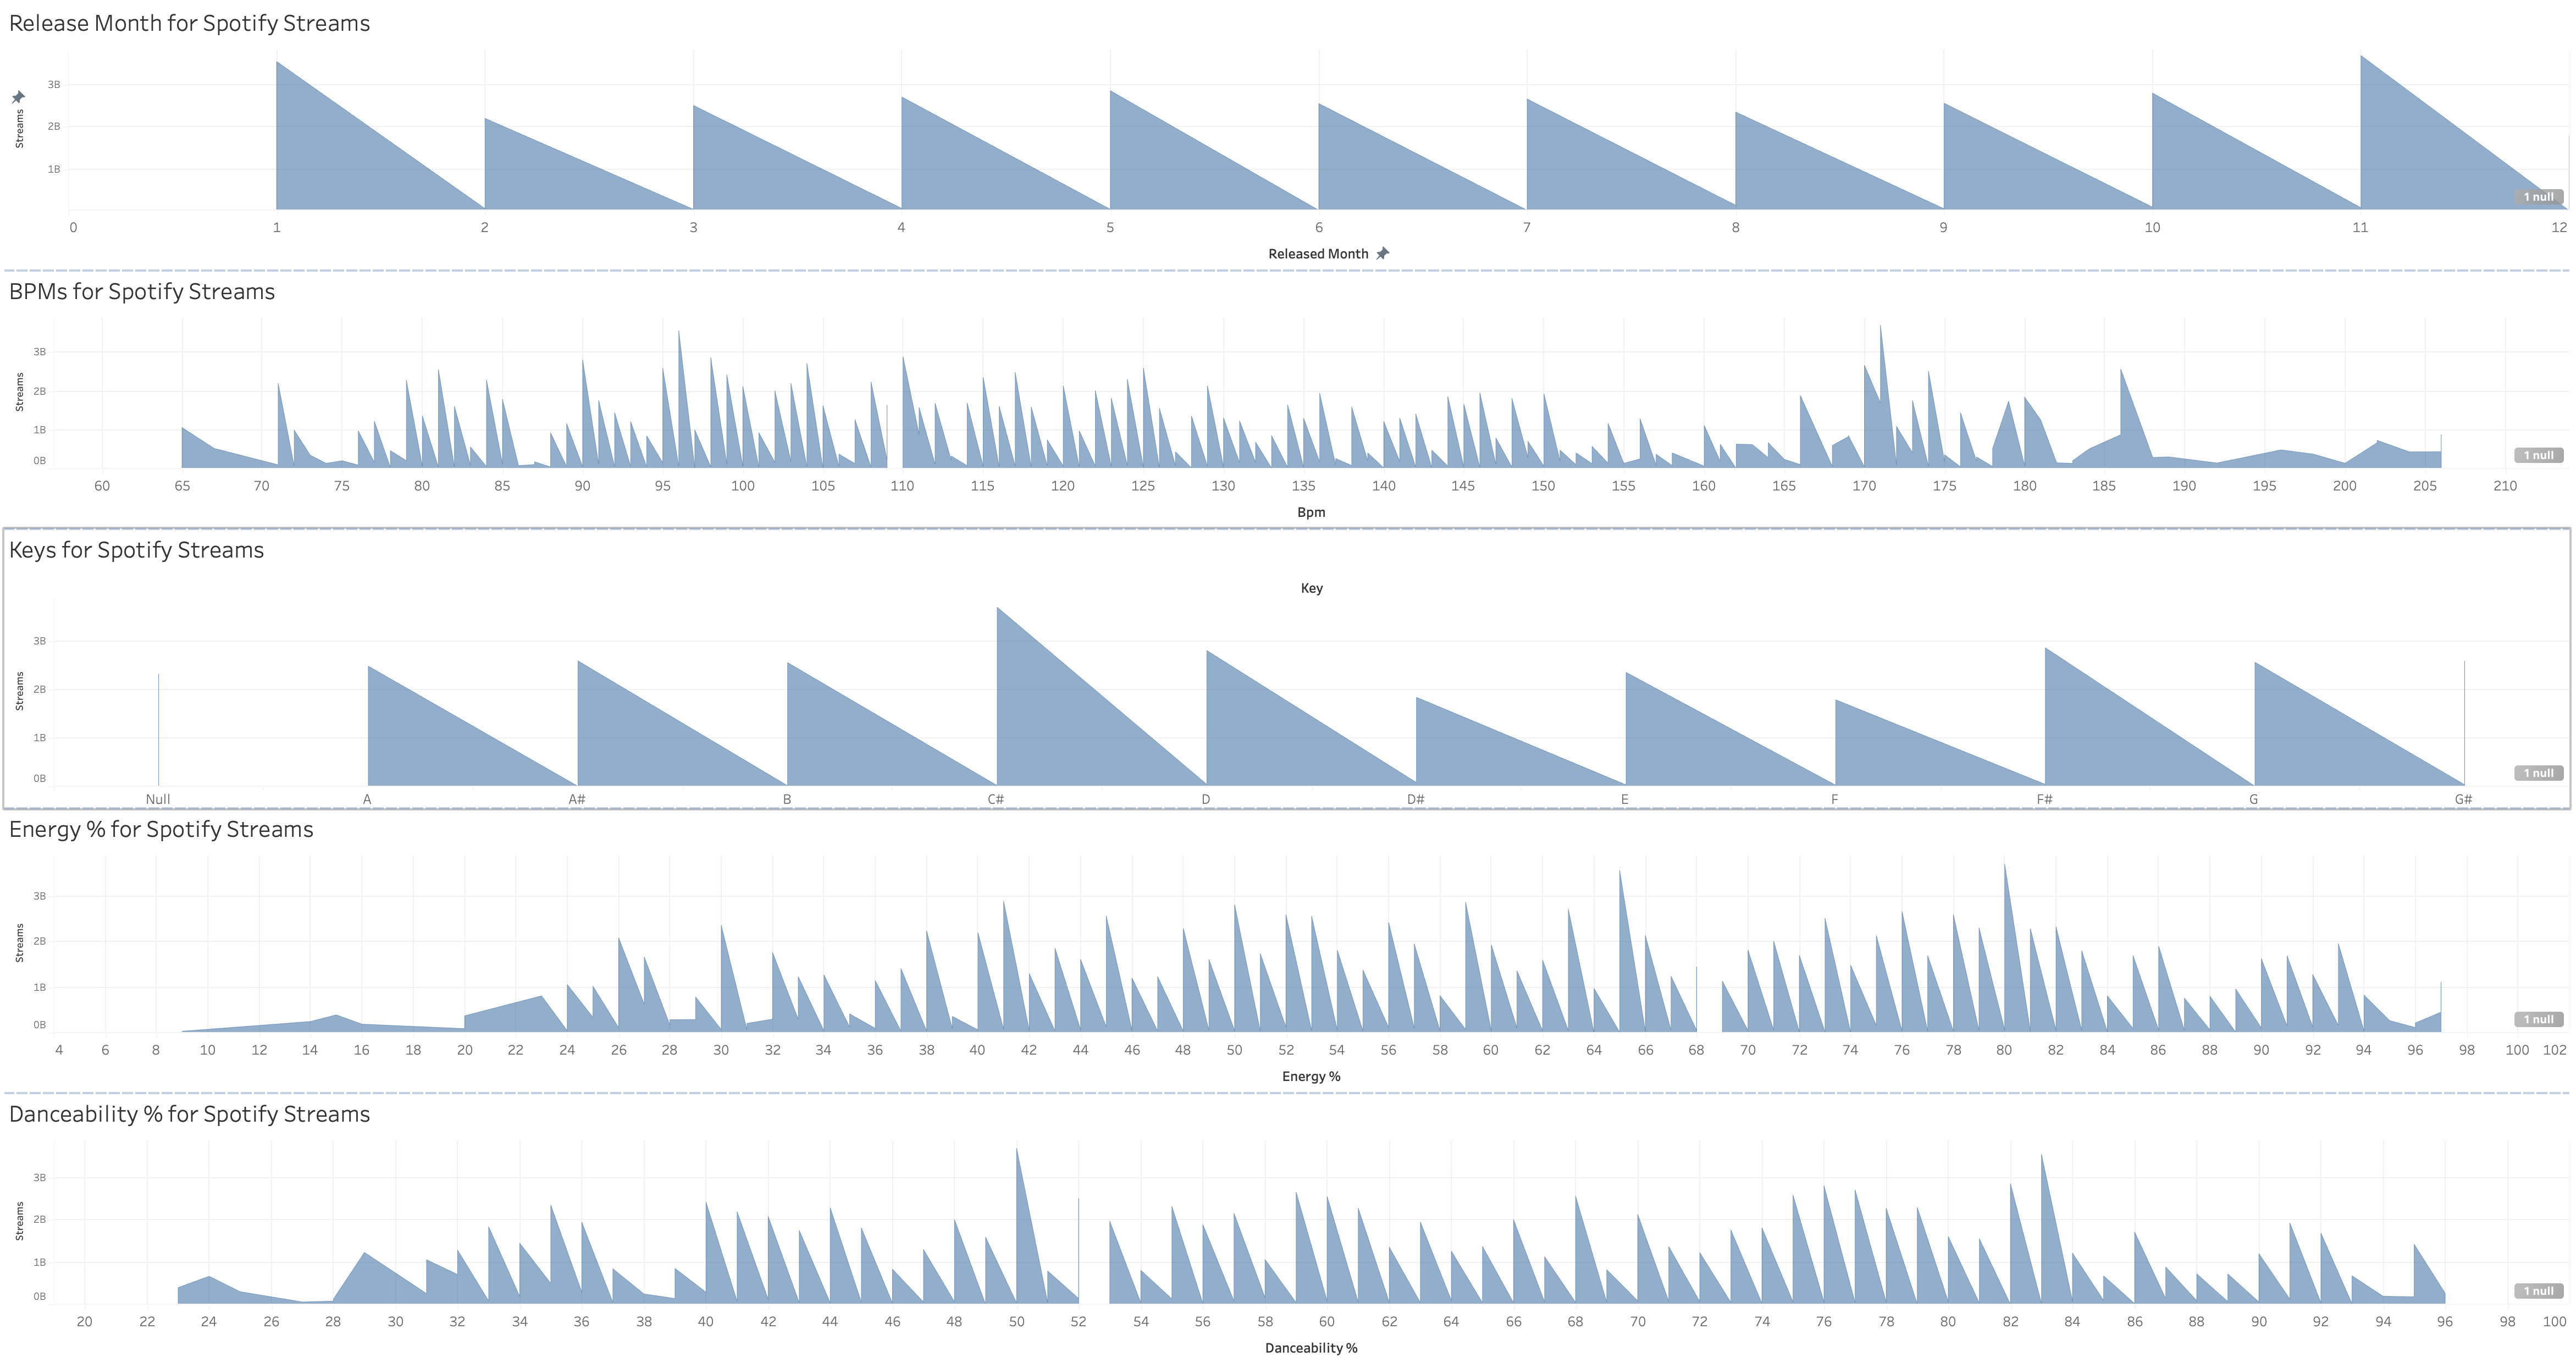 Release Month for Spotify Streams
Streams
3B
2B
1B
1 null
0 1 2 3 4 5 6 7 8 9 10 11 12
Released Month
BPMs for Spotify Streams
Streams
3B
2B
1B
0B
1 null
60 65 70 75 80 85 90 95 100 105 110 115 120 125 130 135 140 145 150 155 160 165 170 175 180 185 190 195 200 205 210
Bpm
Keys for Spotify Streams
Key
Streams
3B
2B
1B
0B
1 null
Null A A# B C# D D# E F F# G G#
Energy % for Spotify Streams
Streams
3B
2B
1B
0B
1 null
4 6 8 10 12 14 16 18 20 22 24 26 28 30 32 34 36 38 40 42 44 46 48 50 52 54 56 58 60 62 64 66 68 70 72 74 76 78 80 82 84 86 88 90 92 94 96 98 100 102
Energy %
Danceability % for Spotify Streams
Streams
3B
2B
1B
0B
1 null
20 22 24 26 28 30 32 34 36 38 40 42 44 46 48 50 52 54 56 58 60 62 64 66 68 70 72 74 76 78 80 82 84 86 88 90 92 94 96 98 100
Danceability %